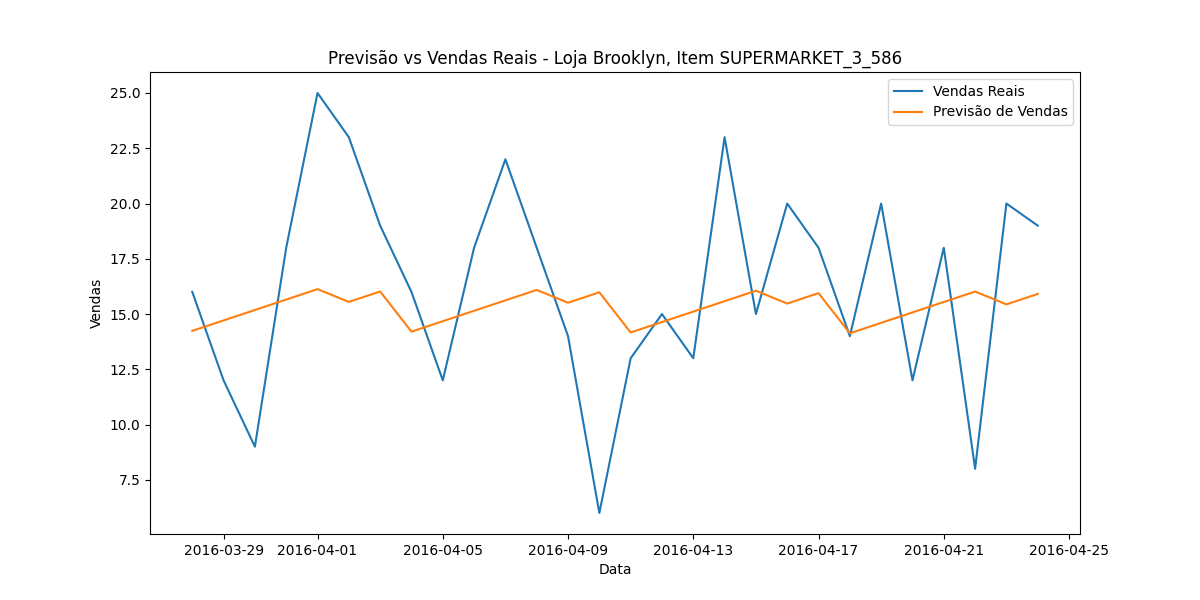 Previsão vs Vendas Reais - Loja Brooklyn, Item SUPERMARKET_3_586
Vendas Reais
Previsão de Vendas
25.0
22.5
20.0
17.5
15.0
12.5
10.0
7.5
Vendas
2016-03-29 2016-04-01 2016-04-05 2016-04-09 2016-04-13 2016-04-17 2016-04-21 2016-04-25
Data